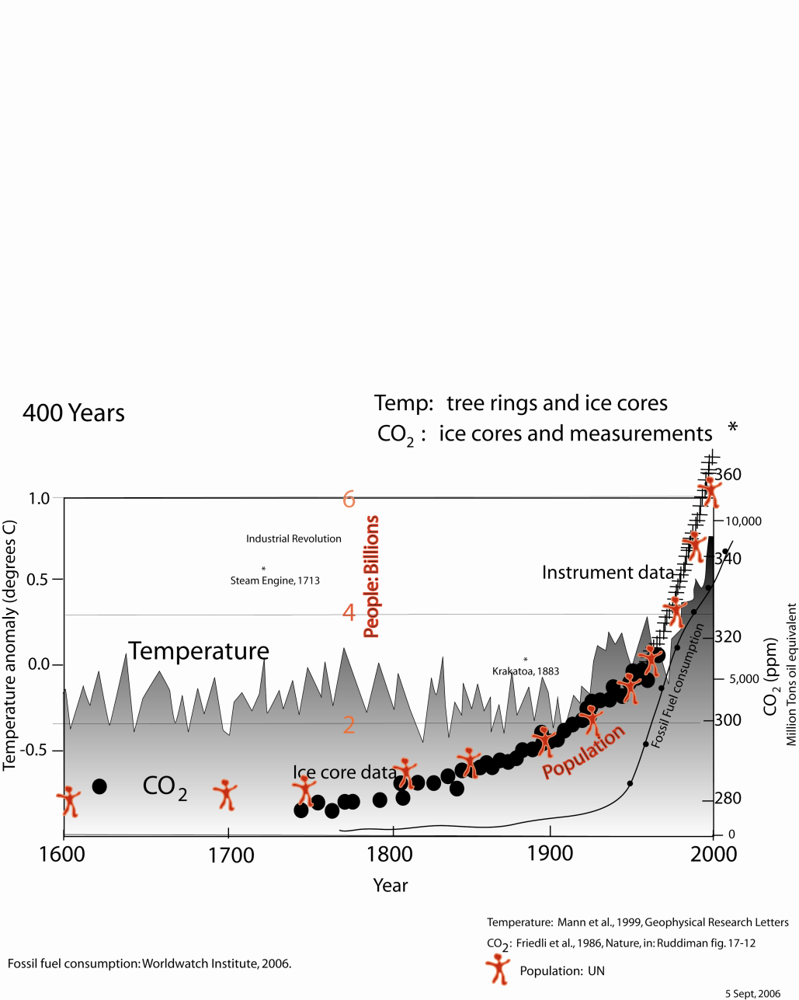 400 Years
Temp: tree rings and ice cores
CO2 : ice cores and measurements *
360
1.0
6
10,000
Industrial Revolution
People: Billions
340
*
Instrument data
0.5
Steam Engine, 1713
4
Temperature anomaly (degrees C)
320
Temperature
*
0.0
Krakatoa, 1883
5,000
CO2 (ppm)
Million Tons oil equivalent
Fossil Fuel consumption
300
2
Population
-0.5
Ice core data
CO2
280
0
1600
1700
1800
1900
2000
Year
Temperature: Mann et al., 1999, Geophysical Research Letters
CO2: Friedli et al., 1986, Nature, in: Ruddiman fig. 17-12
Fossil fuel consumption: Worldwatch Institute, 2006.
Population: UN
5 Sept, 2006